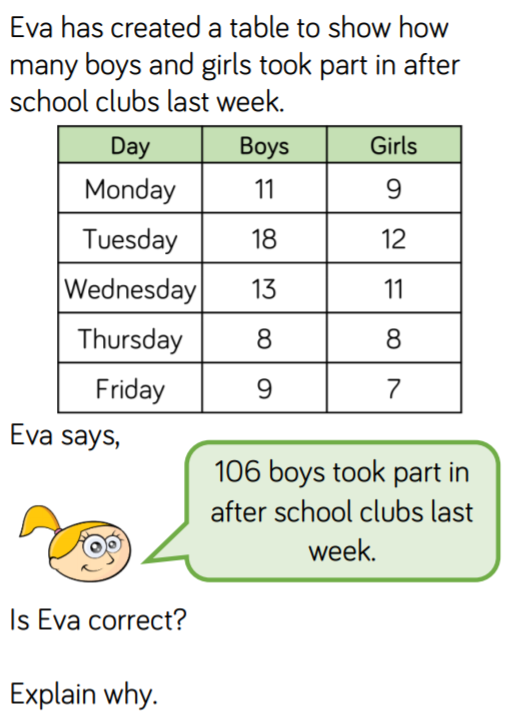 Eva has created a table to show how
many boys and girls took part in after
school clubs last week.
Day Boys Girls
Monday 11 9
Tuesday 18 12
Wednesday 13 11
Thursday 8 8
Friday 9 7
Eva says,
106 boys took part in
after school clubs last
week.
Is Eva correct?
Explain why.